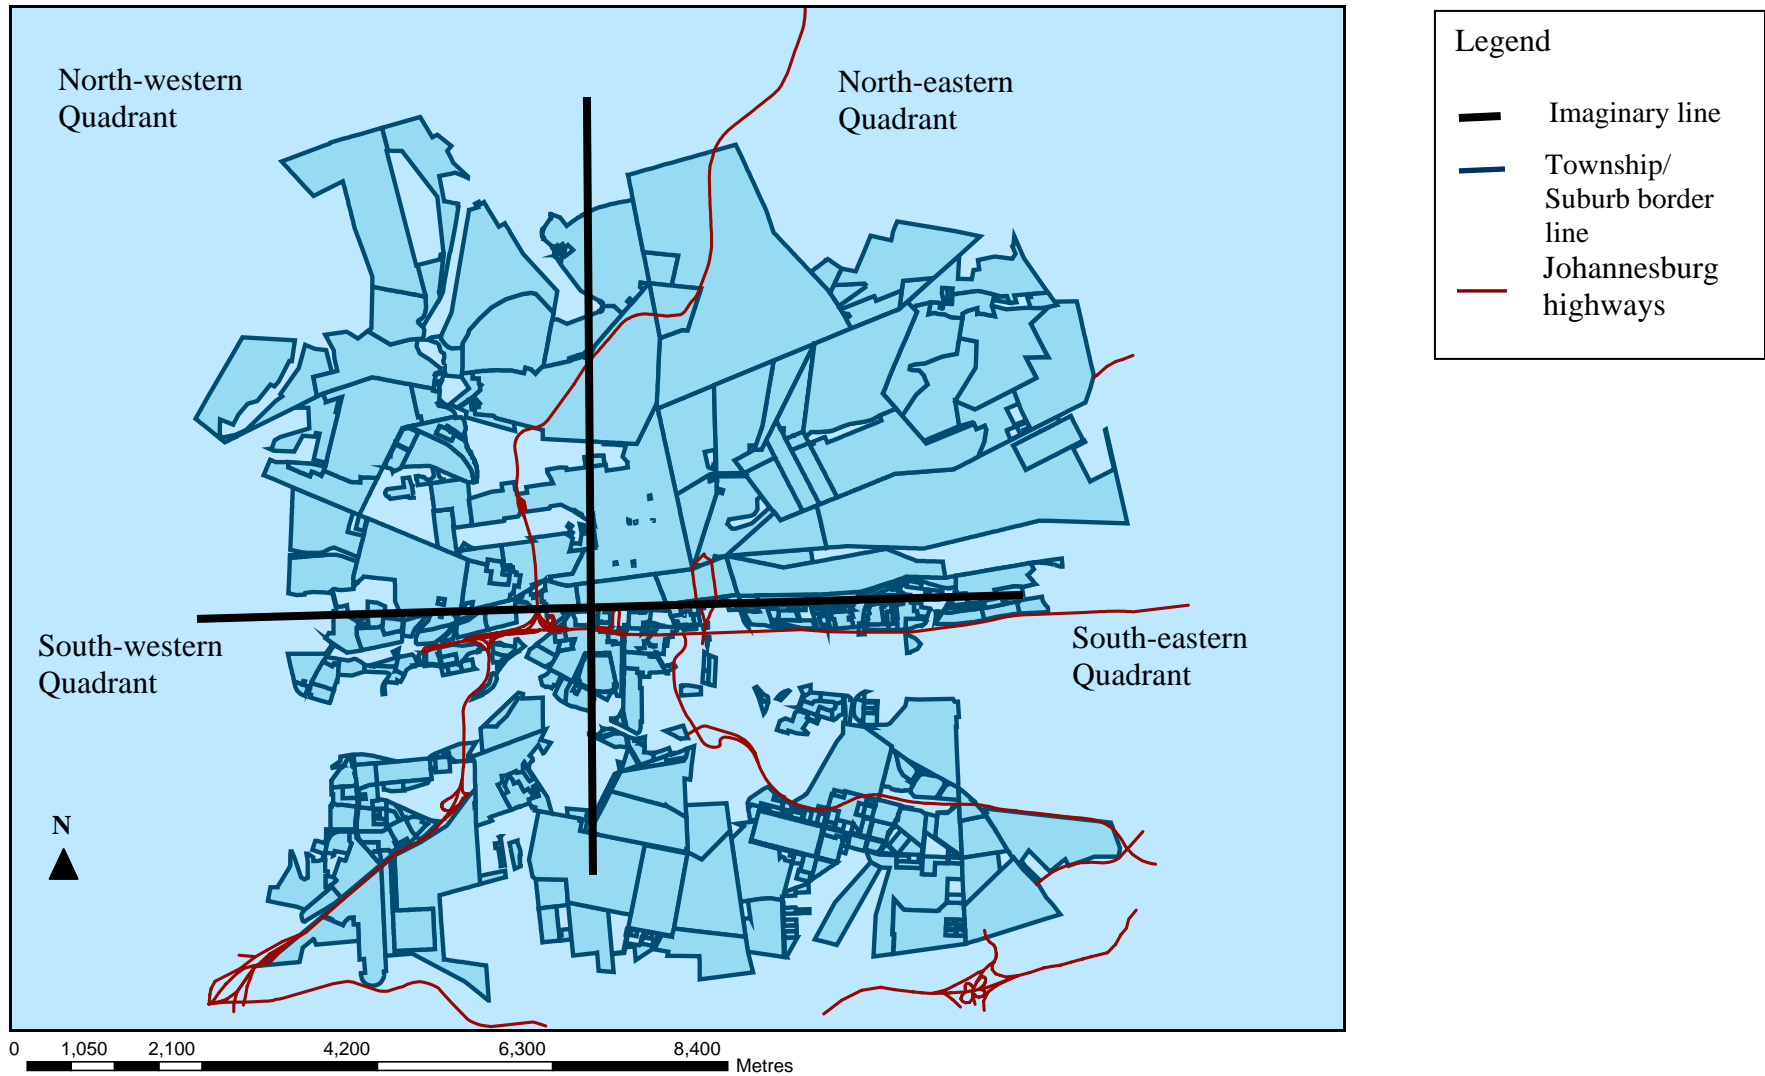 North-western
Quadrant
North-eastern
Quadrant
South-western
Quadrant
South-eastern
Quadrant
N
0 1,050 2,100 4,200 6,300 8,400
Metres
Legend
Imaginary line
Township/
Suburb border
line
Johannesburg
highways